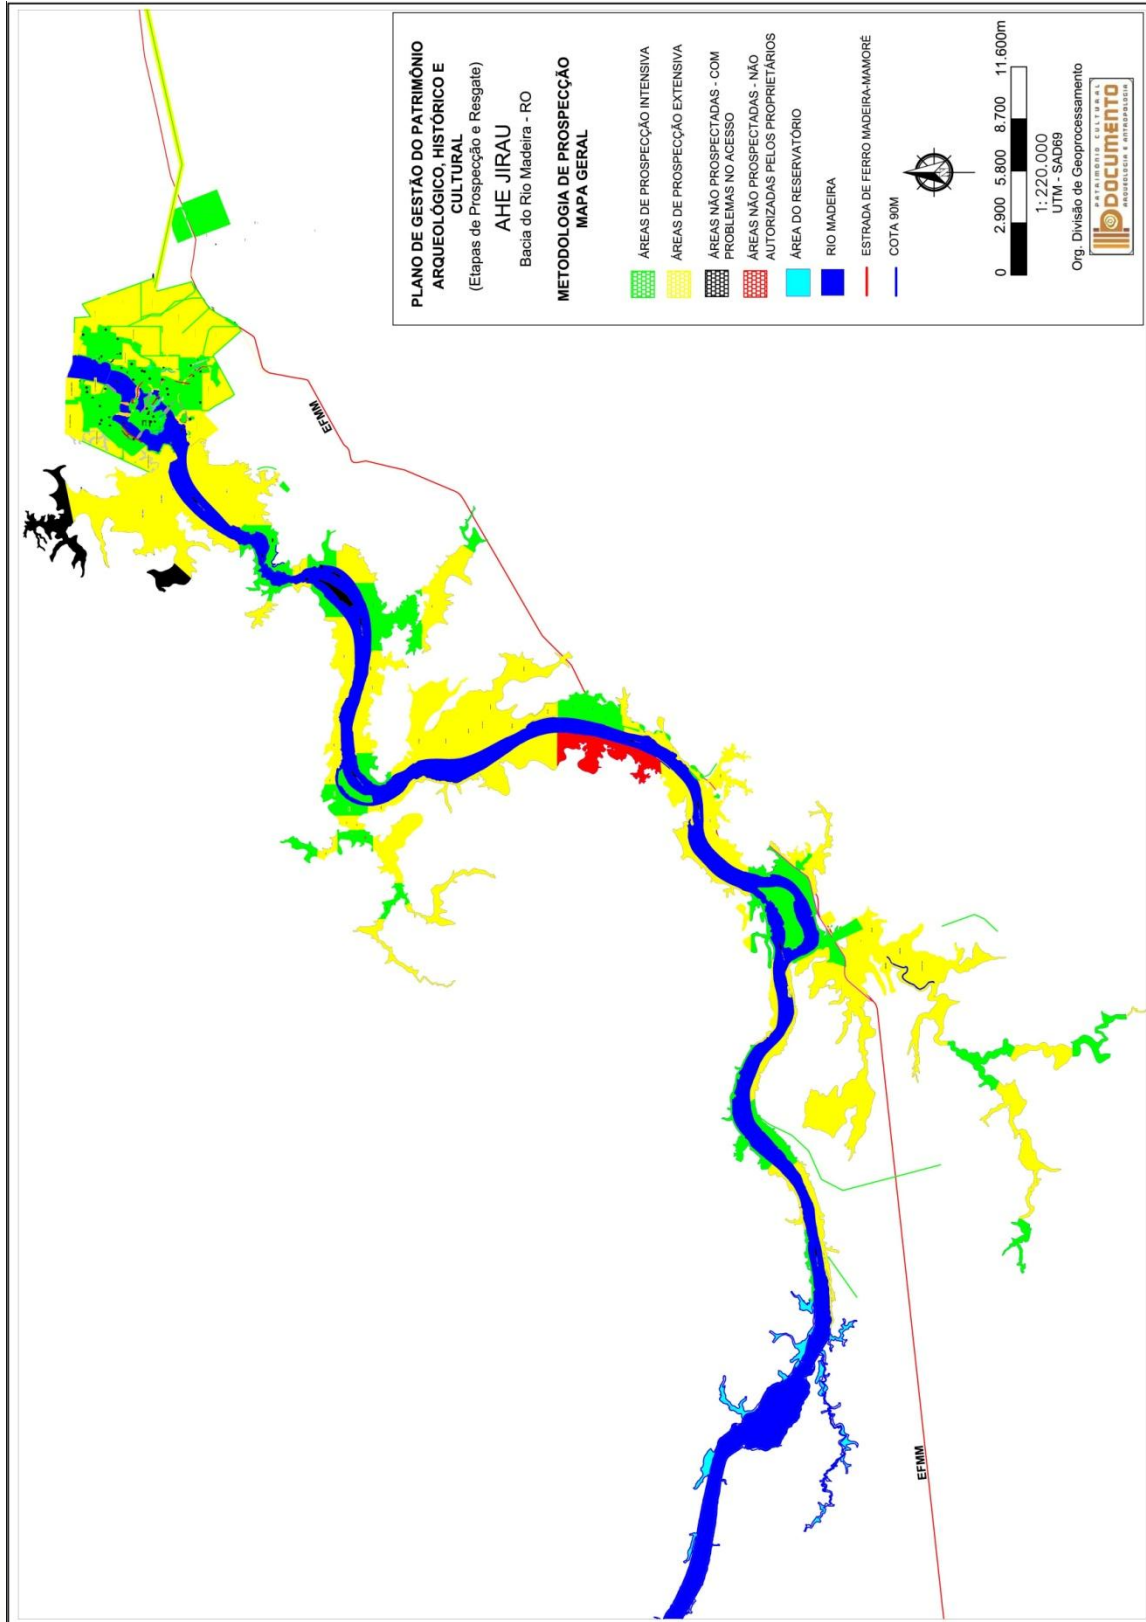 PLANO DE GESTÃO DO PATRIMÔNIO
ARQUEOLÓGICO, HISTÓRICO E
CULTURAL
(Etapas de Prospecção e Resgate)
AHE JIRAU
Bacia do Rio Madeira - RO
METODOLOGIA DE PROSPECÇÃO
MAPA GERAL
ÁREAS DE PROSPECÇÃO INTENSIVA
ÁREAS DE PROSPECÇÃO EXTENSIVA
ÁREAS NÃO PROSPECTADAS - COM
PROBLEMAS NO ACESSO
ÁREAS NÃO PROSPECTADAS - NÃO
AUTORIZADAS PELOS PROPRIETÁRIOS
ÁREA DO RESERVATÓRIO
RIO MADEIRA
ESTRADA DE FERRO MADEIRA-MAMORÉ
COTA 90M
0 2.900 5.800 8.700 11.600m
1: 220.000
UTM - SAD69
Org. Divisão de Geoprocessamento
PATRIMÔNIO CULTURAL
DOCUMENTO
ARQUEOLOGIA E ANTROPOLOGIA
EFMM
EFMM